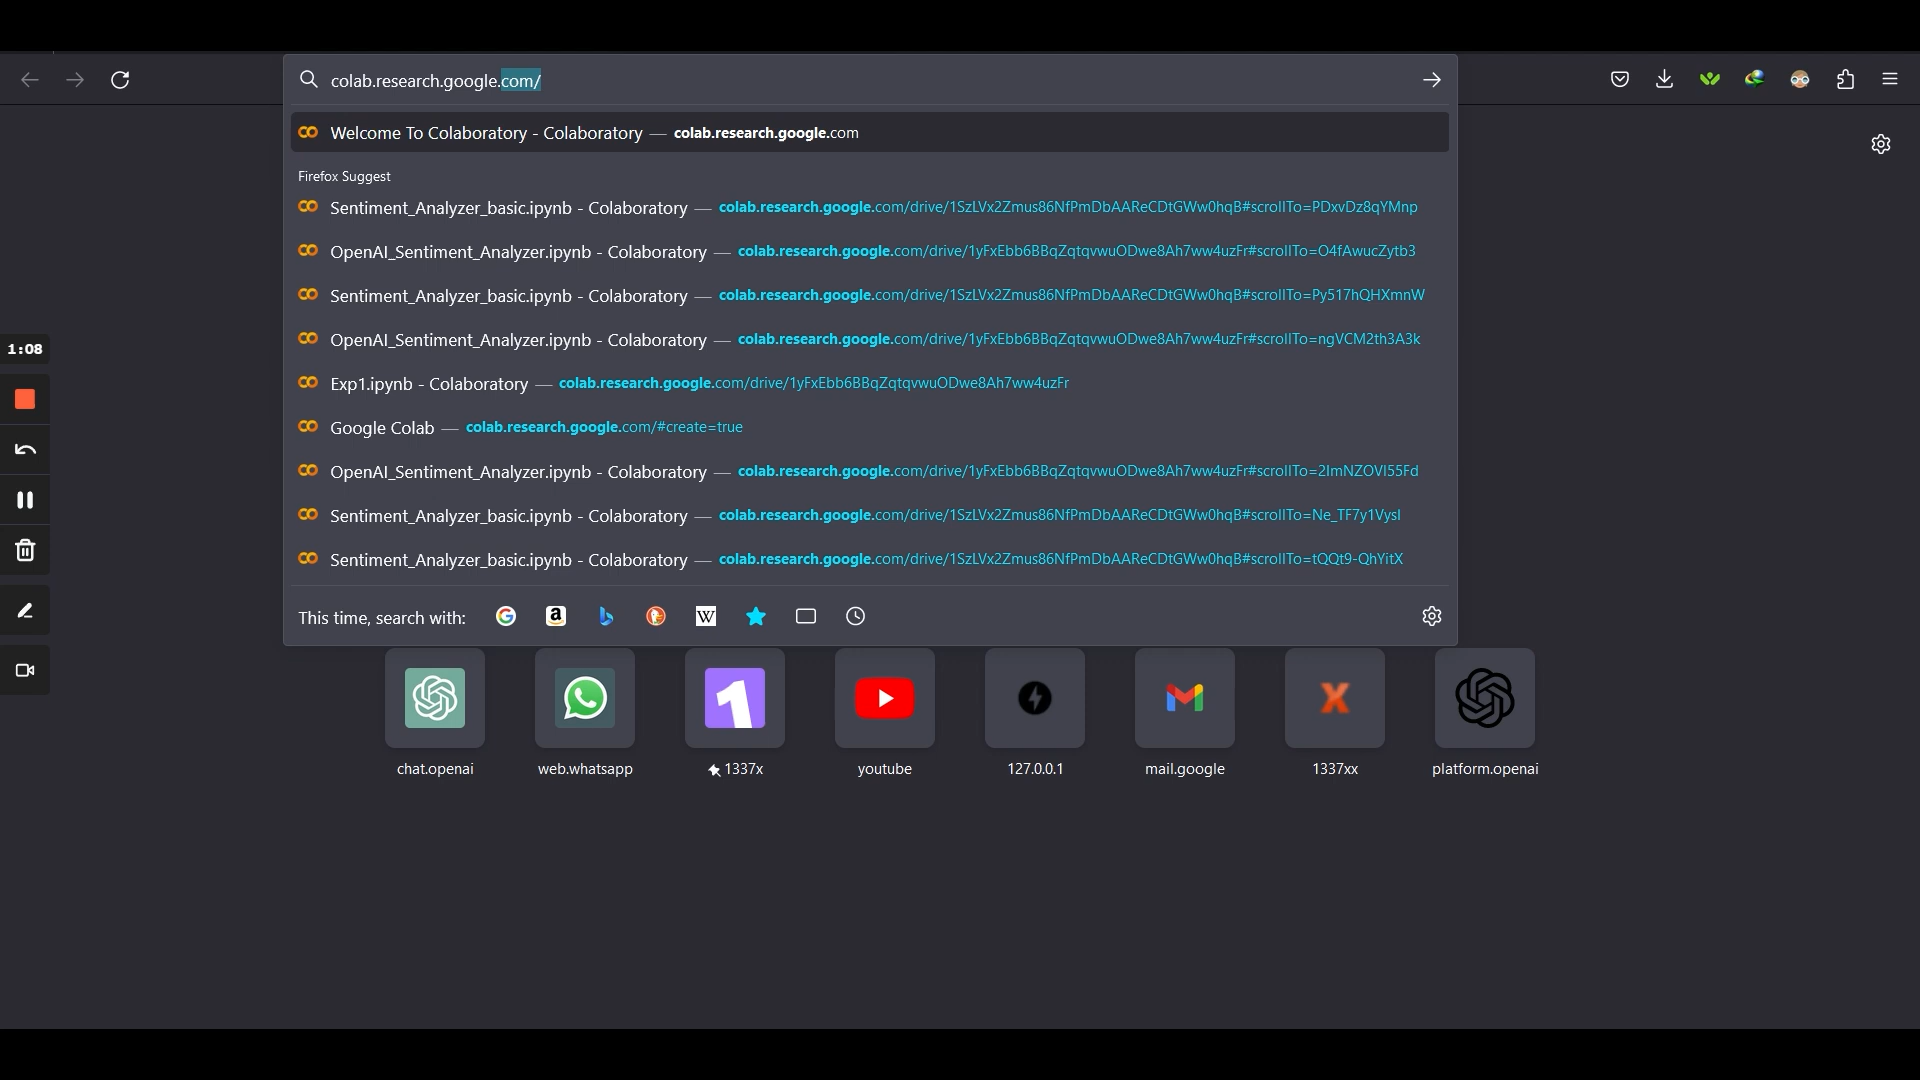 colab.research.google.com/
Welcome To Colaboratory - Colaboratory — colab.research.google.com
Firefox Suggest
Sentiment_Analyzer_basic.ipynb - Colaboratory — colab.research.google.com/drive/1SzLVx2Zmus86NfPmDbAAReCDtGWw0hqB#scrollTo=PDxvDz8qYMnp
OpenAI_Sentiment_Analyzer.ipynb - Colaboratory — colab.research.google.com/drive/1yFxEbb6BBqZqtqvwuODwe8Ah7ww4uzFr#scrollTo=O4fAwucZytb3
Sentiment_Analyzer_basic.ipynb - Colaboratory — colab.research.google.com/drive/1SzLVx2Zmus86NfPmDbAAReCDtGWw0hqB#scrollTo=Py517hQHXmnW
OpenAI_Sentiment_Analyzer.ipynb - Colaboratory — colab.research.google.com/drive/1yFxEbb6BBqZqtqvwuODwe8Ah7ww4uzFr#scrollTo=ngVCM2th3A3k
1:08
Exp1.ipynb - Colaboratory — colab.research.google.com/drive/1yFxEbb6BBqZqtqvwuODwe8Ah7ww4uzFr
Google Colab — colab.research.google.com/#create=true
OpenAI_Sentiment_Analyzer.ipynb - Colaboratory — colab.research.google.com/drive/1yFxEbb6BBqZqtqvwuODwe8Ah7ww4uzFr#scrollTo=2ImNZOVI55Fd
Sentiment_Analyzer_basic.ipynb - Colaboratory — colab.research.google.com/drive/1SzLVx2Zmus86NfPmDbAAReCDtGWw0hqB#scrollTo=Ne_TF7y1VysI
Sentiment_Analyzer_basic.ipynb - Colaboratory — colab.research.google.com/drive/1SzLVx2Zmus86NfPmDbAAReCDtGWw0hqB#scrollTo=tQQt9-QhYitX
This time, search with:
chat.openai web.whatsapp 1337x youtube 127.0.0.1 mail.google 1337xx platform.openai